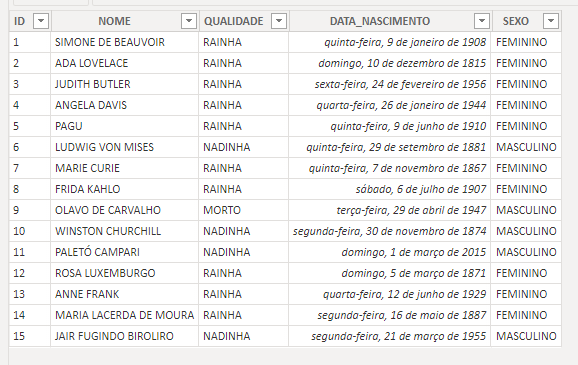 ID NOME QUALIDADE DATA_NASCIMENTO SEXO
1 SIMONE DE BEAUVOIR RAINHA quinta-feira, 9 de janeiro de 1908 FEMININO
2 ADA LOVELACE RAINHA domingo, 10 de dezembro de 1815 FEMININO
3 JUDITH BUTLER RAINHA sexta-feira, 24 de fevereiro de 1956 FEMININO
4 ANGELA DAVIS RAINHA quarta-feira, 26 de janeiro de 1944 FEMININO
5 PAGU RAINHA quinta-feira, 9 de junho de 1910 FEMININO
6 LUDWIG VON MISES NADINHA quinta-feira, 29 de setembro de 1881 MASCULINO
7 MARIE CURIE RAINHA quinta-feira, 7 de novembro de 1867 FEMININO
8 FRIDA KAHLO RAINHA sábado, 6 de julho de 1907 FEMININO
9 OLAVO DE CARVALHO MORTO terça-feira, 29 de abril de 1947 MASCULINO
10 WINSTON CHURCHILL NADINHA segunda-feira, 30 de novembro de 1874 MASCULINO
11 PALETÓ CAMPARI NADINHA domingo, 1 de março de 2015 MASCULINO
12 ROSA LUXEMBURGO RAINHA domingo, 5 de março de 1871 FEMININO
13 ANNE FRANK RAINHA quarta-feira, 12 de junho de 1929 FEMININO
14 MARIA LACERDA DE MOURA RAINHA segunda-feira, 16 de maio de 1887 FEMININO
15 JAIR FUGINDO BIROLIRO NADINHA segunda-feira, 21 de março de 1955 MASCULINO